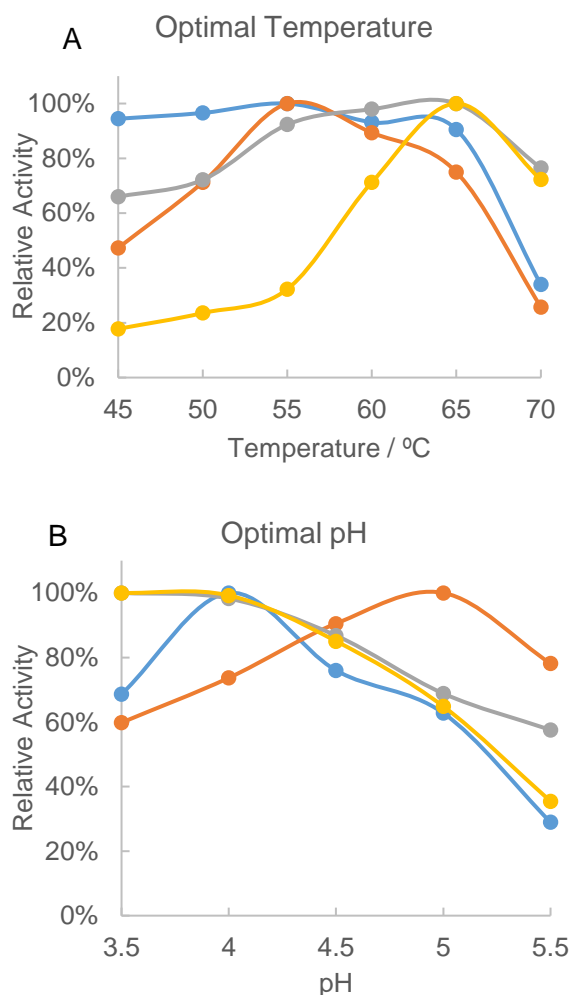 A
Optimal Temperature
100%
80%
60%
40%
20%
0%
Relative Activity
45 50 55 60 65 70
Temperature / ºC
B
Optimal pH
100%
80%
60%
40%
20%
0%
Relative Activity
3.5 4 4.5 5 5.5
pH